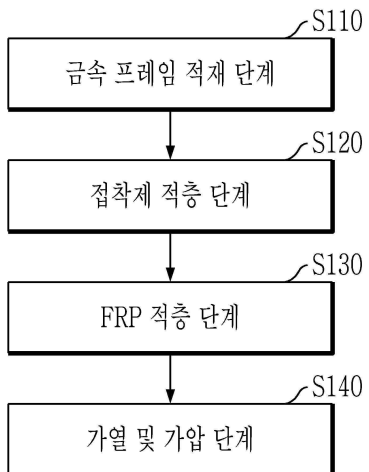 S110
금속 프레임 적재 단계
S120
접착제 적층 단계
S130
FRP 적층 단계
S140
가열 및 가압 단계